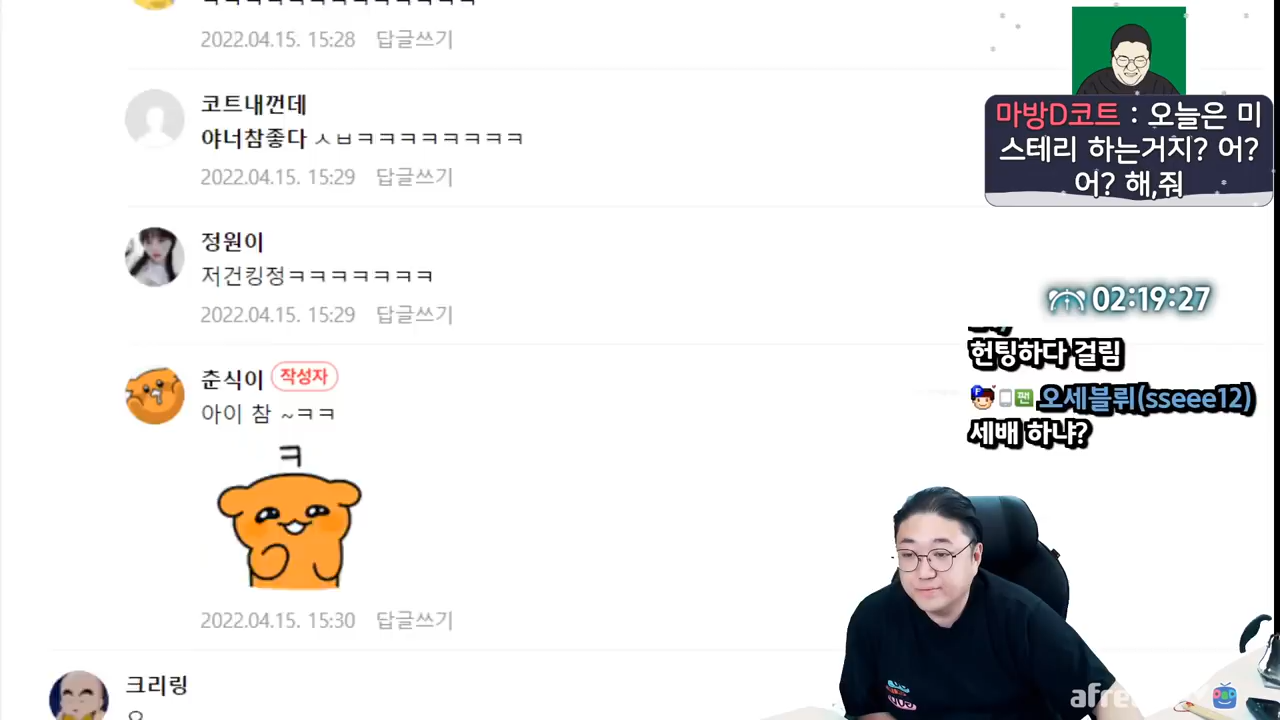 2022.04.15. 15:28 답글쓰기
코트내껀데
야너참좋다 ㅅㅂㅋㅋㅋㅋㅋㅋㅋㅋ
2022.04.15. 15:29 답글쓰기
정원이
저건킹정ㅋㅋㅋㅋㅋㅋㅋ
2022.04.15. 15:29 답글쓰기
춘식이 작성자
아이 참 ~ㅋㅋ
ㅋ
2022.04.15. 15:30 답글쓰기
크리링
마방D코트 : 오늘은 미
스테리 하는거지? 어?
어? 해,줘
02:19:27
헌팅하다 걸림
F 팬 오세블뤼(sseee12)
세배 하냐?